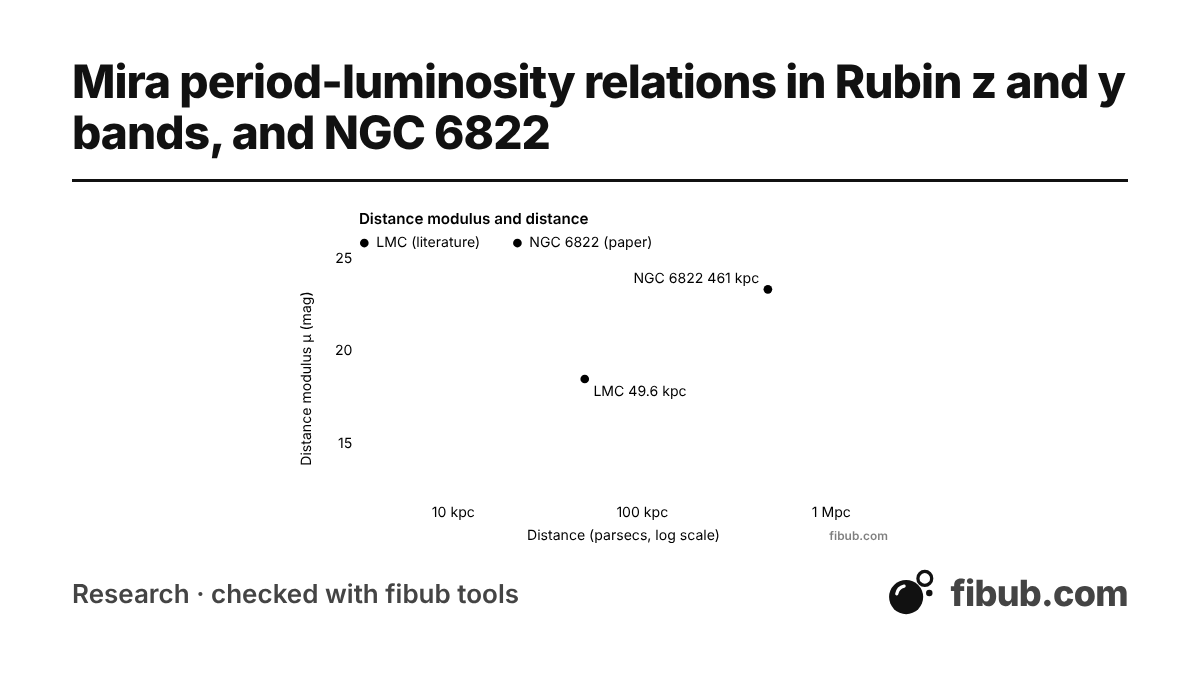 Mira period-luminosity relations in Rubin z and y
bands, and NGC 6822
Distance modulus and distance
LMC (literature) NGC 6822 (paper)
25
NGC 6822 461 kpc
Distance modulus μ (mag)
20
LMC 49.6 kpc
15
10 kpc 100 kpc 1 Mpc
Distance (parsecs, log scale)
fibub.com
Research · checked with fibub tools
fibub.com